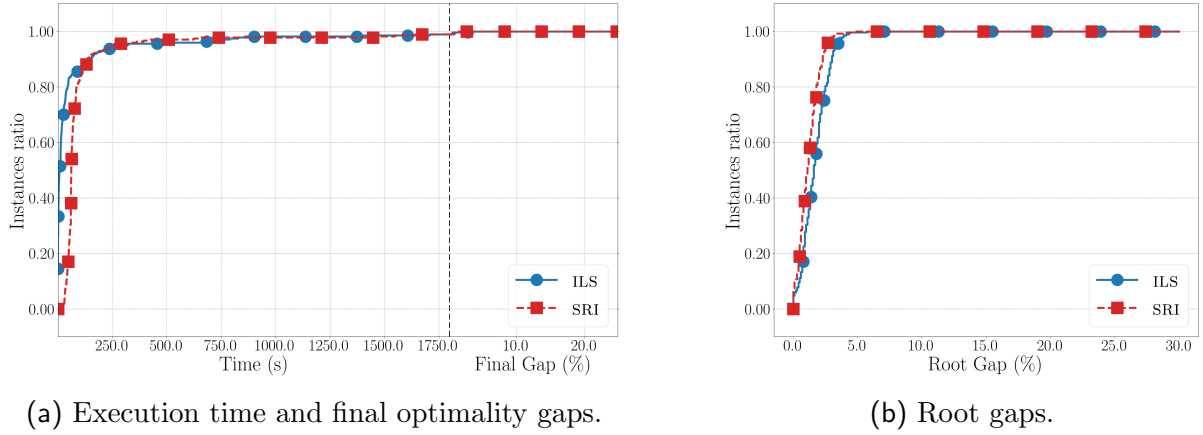 1.00
0.80
0.60
0.40
0.20
0.00
Instances ratio
ILS
SRI
250.0 500.0 750.0 1000.0 1250.0 1500.0 1750.0 10.0 20.0
Time (s) Final Gap (%)
(a) Execution time and final optimality gaps.
1.00
0.80
0.60
0.40
0.20
0.00
Instances ratio
ILS
SRI
0.0 5.0 10.0 15.0 20.0 25.0 30.0
Root Gap (%)
(b) Root gaps.